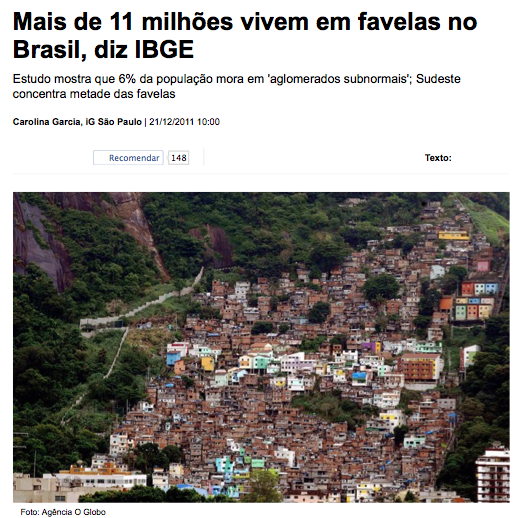 Mais de 11 milhões vivem em favelas no
Brasil, diz IBGE
Estudo mostra que 6% da população mora em 'aglomerados subnormais'; Sudeste
concentra metade das favelas
Carolina Garcia, iG São Paulo | 21/12/2011 10:00
Recomendar 148 Texto:
Foto: Agência O Globo